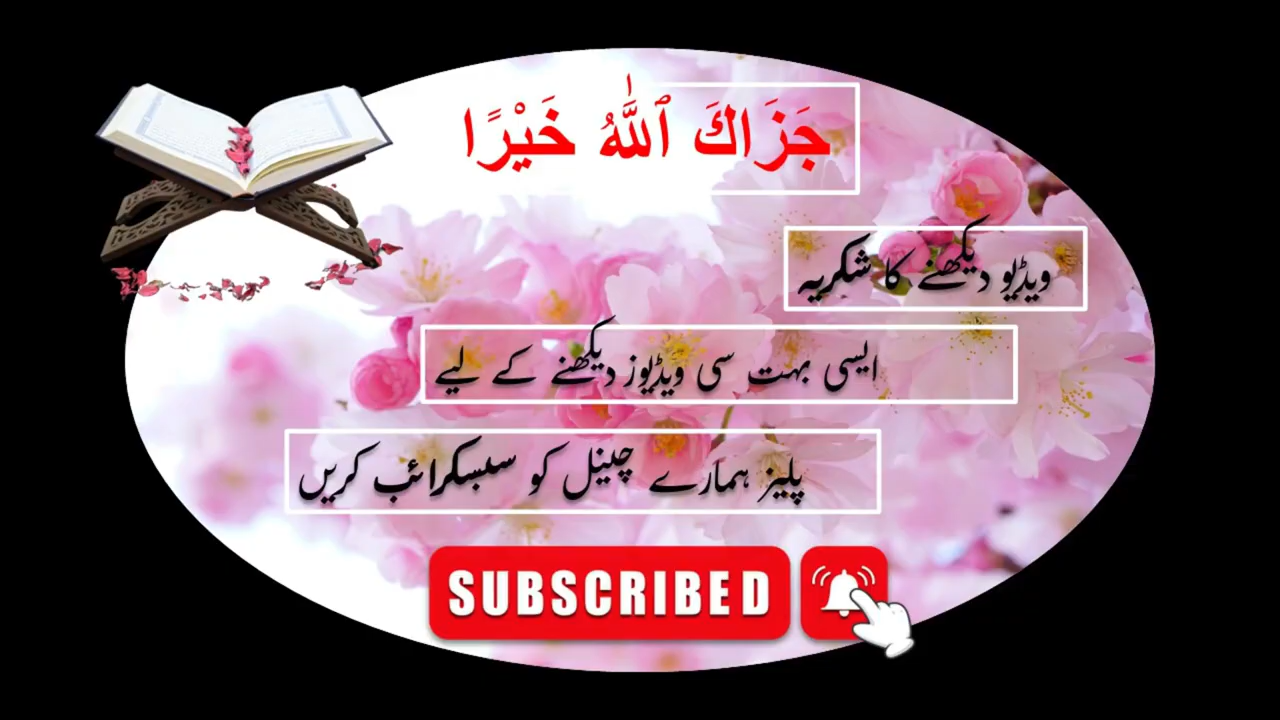 جَزَاكَ ٱللّٰهُ خَيْرًا
ویڈیو دیکھنے کا شکریہ
ایسی بہت سی ویڈیوز دیکھنے کے لیے
پلیز ہمارے چینل کو سبسکرائب کریں
SUBSCRIBED